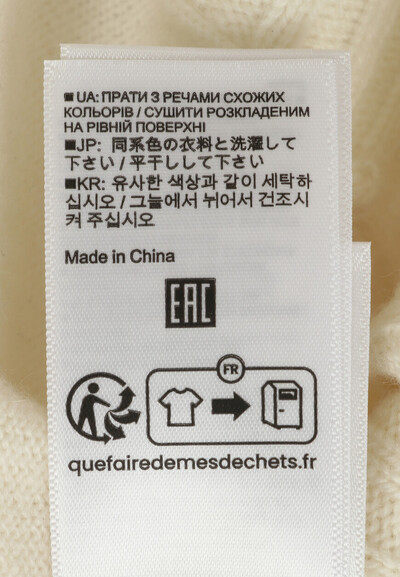 ■ UA: ПРАТИ З РЕЧАМИ СХОЖИХ
КОЛЬОРІВ / СУШИТИ РОЗКЛАДЕНИМ
НА РІВНІЙ ПОВЕРХНІ
■JP: 同系色の衣料と洗濯して
下さい / 平干しして下さい
■KR: 유사한 색상과 같이 세탁하
십시오 / 그늘에서 뉘어서 건조시
켜 주십시오
Made in China
EAC
FR
quefairedemesdechets.fr